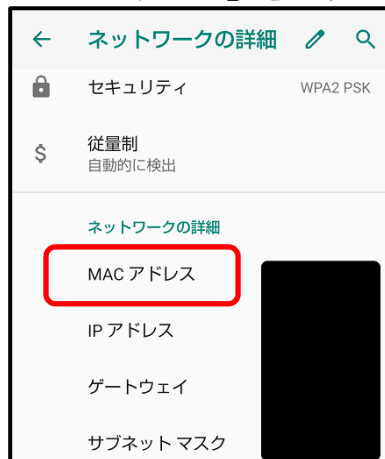 ネットワークの詳細
セキュリティ WPA2 PSK
$ 従量制
自動的に検出
ネットワークの詳細
MAC アドレス
IP アドレス
ゲートウェイ
サブネット マスク